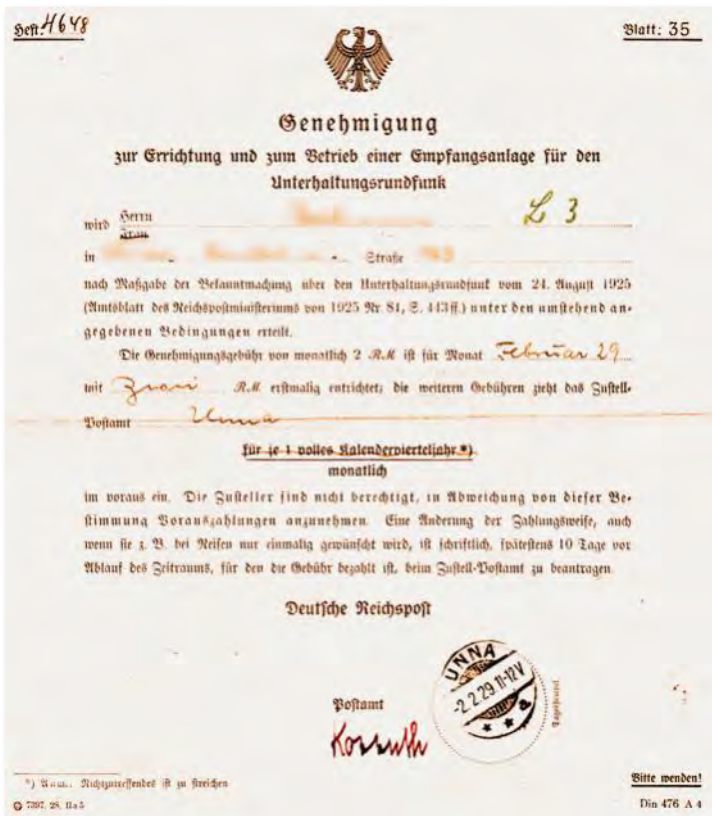 Heft: 4648
Blatt: 35
Genehmigung
zur Errichtung und zum Betrieb einer Empfangsanlage für den
Unterhaltungsrundfunk
L 3
wird Herrn
Frau
in Straße
nach Maßgabe der Bekanntmachung über den Unterhaltungsrundfunk vom 24. August 1925
(Amtsblatt des Reichspostministeriums von 1925 Nr 81, S. 443 ff.) unter den umstehend an-
gegebenen Bedingungen erteilt.
Die Genehmigungsgebühr von monatlich 2 R.M ist für Monat Februar 29
mit Zwei R.M erstmalig entrichtet; die weiteren Gebühren zieht das Zustell-
Postamt Unna
für je 1 volles Kalendervierteljahr *)
monatlich
im voraus ein. Die Zusteller sind nicht berechtigt, in Abweichung von dieser Be-
stimmung Vorauszahlungen anzunehmen. Eine Änderung der Zahlungsweise, auch
wenn sie z. B. bei Reisen nur einmalig gewünscht wird, ist schriftlich, spätestens 10 Tage vor
Ablauf des Zeitraums, für den die Gebühr bezahlt ist, beim Zustell-Postamt zu beantragen
Deutsche Reichspost
UNNA
-2.2.29.11-12V
* * a
Tagesstempel
Postamt
*) Anm.: Nichtzutreffendes ist zu streichen
Bitte wenden!
7397. 28. IIa5
Din 476 A 4